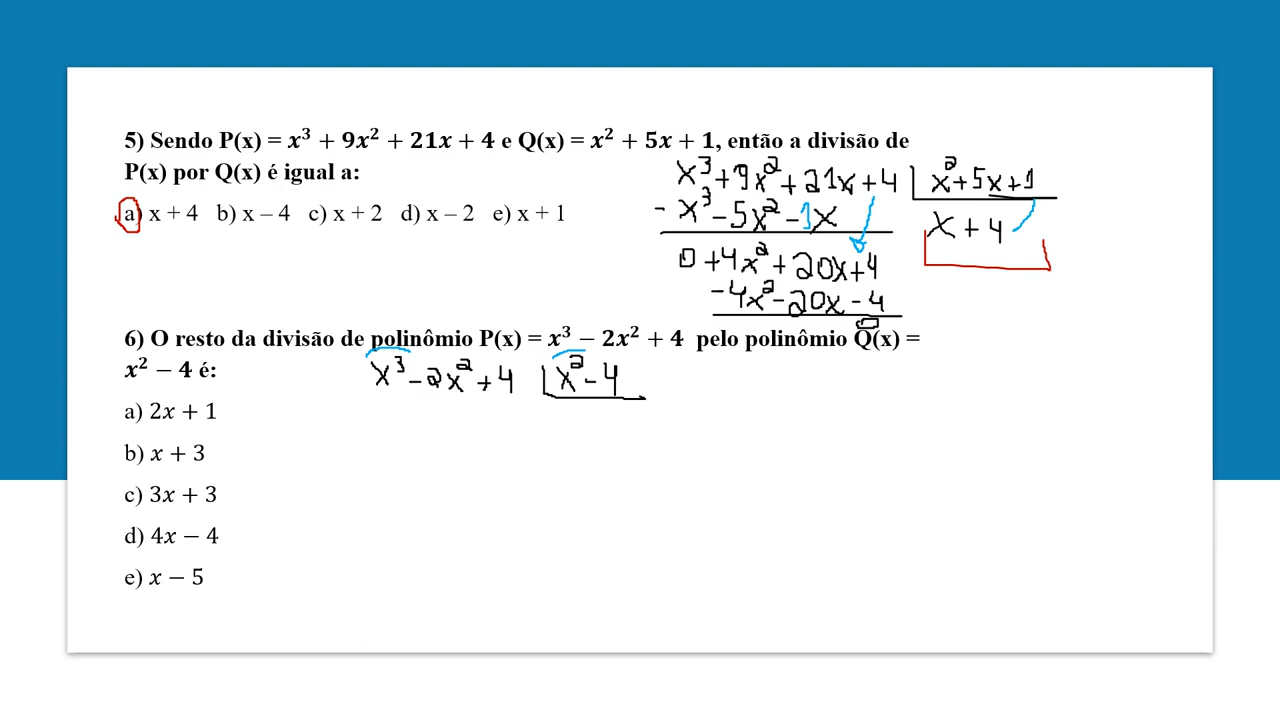 5) Sendo P(x) = x³ + 9x² + 21x + 4 e Q(x) = x² + 5x + 1, então a divisão de
P(x) por Q(x) é igual a:
a) x + 4 b) x – 4 c) x + 2 d) x – 2 e) x + 1
x³ + 9x² + 21x + 4 | x² + 5x + 1
- x³ - 5x² - 1x x + 4
0 + 4x² + 20x + 4
- 4x² - 20x - 4
6) O resto da divisão de polinômio P(x) = x³ − 2x² + 4 pelo polinômio Q(x) =
x² − 4 é:
x³ - 2x² + 4 | x² - 4
a) 2x + 1
b) x + 3
c) 3x + 3
d) 4x − 4
e) x − 5